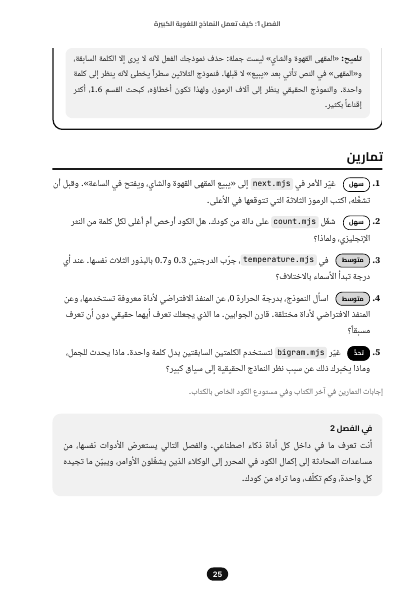 الفصل 1: كيف تعمل النماذج اللغوية الكبيرة
تلميح: «المقهى القهوة والشاي» ليست جملة: حذف نموذجك الفعل لأنه لا يرى إلا الكلمة السابقة،
و«المقهى» في النص تأتي بعد «يبيع» لا قبلها. فنموذج الثلاثين سطراً يخطئ لأنه ينظر إلى كلمة
واحدة. والنموذج الحقيقي ينظر إلى آلاف الرموز، ولهذا تكون أخطاؤه، كبحث القسم 1.6، أكثر
إقناعاً بكثير.
تمارين
1. سهل غيّر الأمر في next.mjs إلى «يبيع المقهى القهوة والشاي، ويفتح في الساعة». وقبل أن
تشغّله، اكتب الرموز الثلاثة التي تتوقعها في الأعلى.
2. سهل شغّل count.mjs على دالة من كودك. هل الكود أرخص أم أغلى لكل كلمة من النثر
الإنجليزي، ولماذا؟
3. متوسط في temperature.mjs، جرّب الدرجتين 0.3 و0.7 بالبذور الثلاث نفسها. عند أي
درجة تبدأ الأسماء بالاختلاف؟
4. متوسط اسأل النموذج، بدرجة الحرارة 0، عن المنفذ الافتراضي لأداة معروفة تستخدمها، وعن
المنفذ الافتراضي لأداة مختلقة. قارن الجوابين. ما الذي يجعلك تعرف أيهما حقيقي دون أن تعرف
مسبقاً؟
5. تحدٍّ غيّر bigram.mjs لتستخدم الكلمتين السابقتين بدل كلمة واحدة. ماذا يحدث للجمل،
وماذا يخبرك ذلك عن سبب نظر النماذج الحقيقية إلى سياق كبير؟
إجابات التمارين في آخر الكتاب وفي مستودع الكود الخاص بالكتاب.
في الفصل 2
أنت تعرف ما في داخل كل أداة ذكاء اصطناعي. والفصل التالي يستعرض الأدوات نفسها، من
مساعدات المحادثة إلى إكمال الكود في المحرر إلى الوكلاء الذين يشغّلون الأوامر، ويبيّن ما تجيده
كل واحدة، وكم تكلّف، وما تراه من كودك.
25